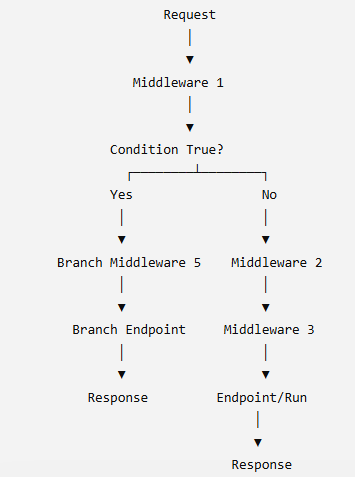 Request
Middleware 1
Condition True?
Yes No
Branch Middleware 5 Middleware 2
Branch Endpoint Middleware 3
Response Endpoint/Run
Response